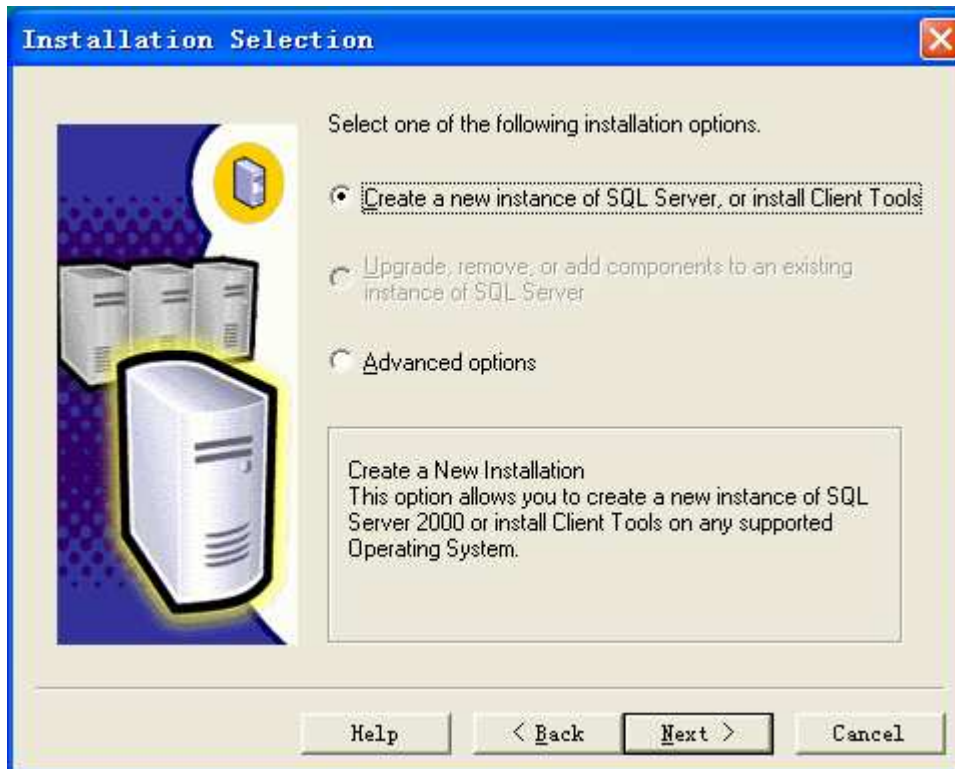 Installation Selection
Select one of the following installation options.
Create a new instance of SQL Server, or install Client Tools
Upgrade, remove, or add components to an existing
instance of SQL Server
Advanced options
Create a New Installation
This option allows you to create a new instance of SQL
Server 2000 or install Client Tools on any supported
Operating System.
Help
< Back
Next >
Cancel